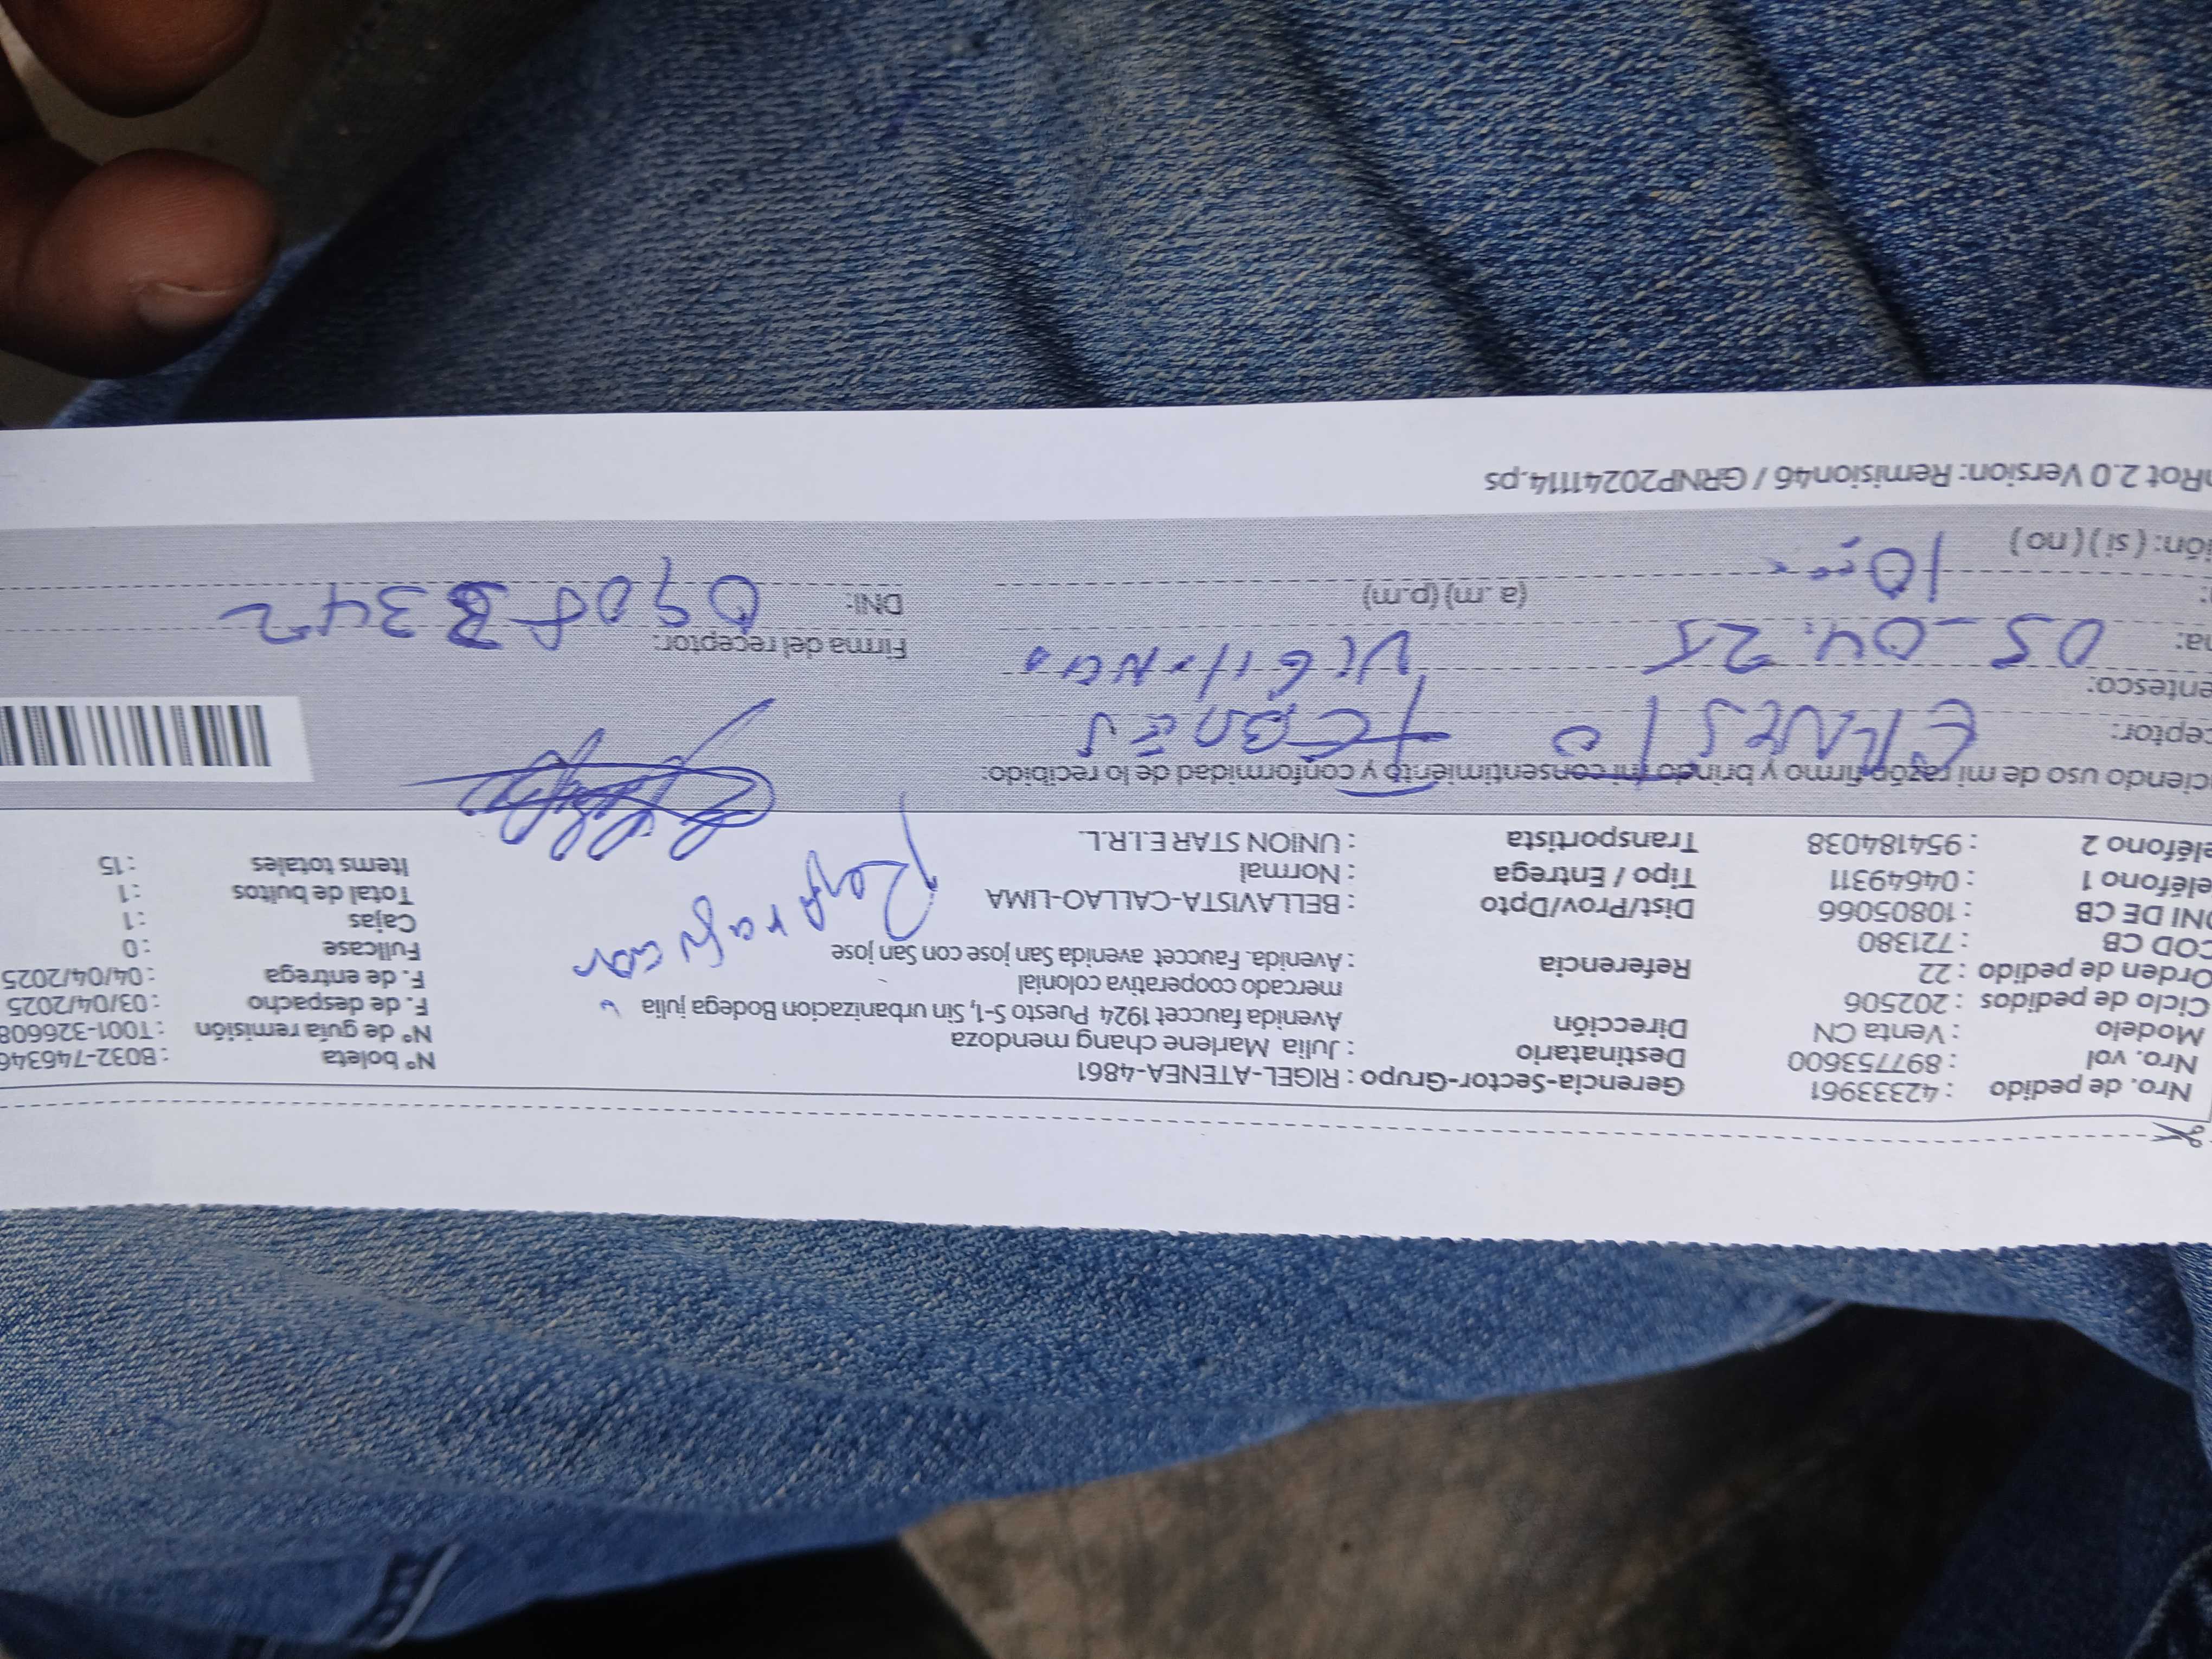 Nro. de pedido : 42333961
Nro. vol : 897753600
Modelo : Venta CN
Ciclo de pedidos : 202506
Orden de pedido : 22
COD CB : 721380
DNI DE CB : 10805066
eléfono 1 : 04649311
eléfono 2 : 954184038
Gerencia-Sector-Grupo : RIGEL-ATENEA-4861
Destinatario : Julia Marlene chang mendoza
Dirección Avenida fauccet 1924 Puesto S-1, Sin urbanizacion Bodega julia
mercado cooperativa colonial
Referencia : Avenida. Fauccet avenida San jose con San jose
Dist/Prov/Dpto : BELLAVISTA-CALLAO-LIMA
Tipo / Entrega : Normal
Transportista : UNION STAR E.I.R.L.
N° boleta : B032-746346
N° de guía remisión : T001-326608
F. de despacho : 03/04/2025
F. de entrega : 04/04/2025
Fullcase : 0
Cajas : 1
Total de bultos : 1
Items totales : 15
ciendo uso de mi razón firmo y brindo mi consentimiento y conformidad de lo recibido:
ceptor: ERNESTO
entesco: VIGILANCIA
na: 05-04.25
10
(a.m) (p.m)
ión: (si) (no)
Firma del receptor:
DNI:
nRot 2.0 Version: Remision46 / GRNP20241114.ps